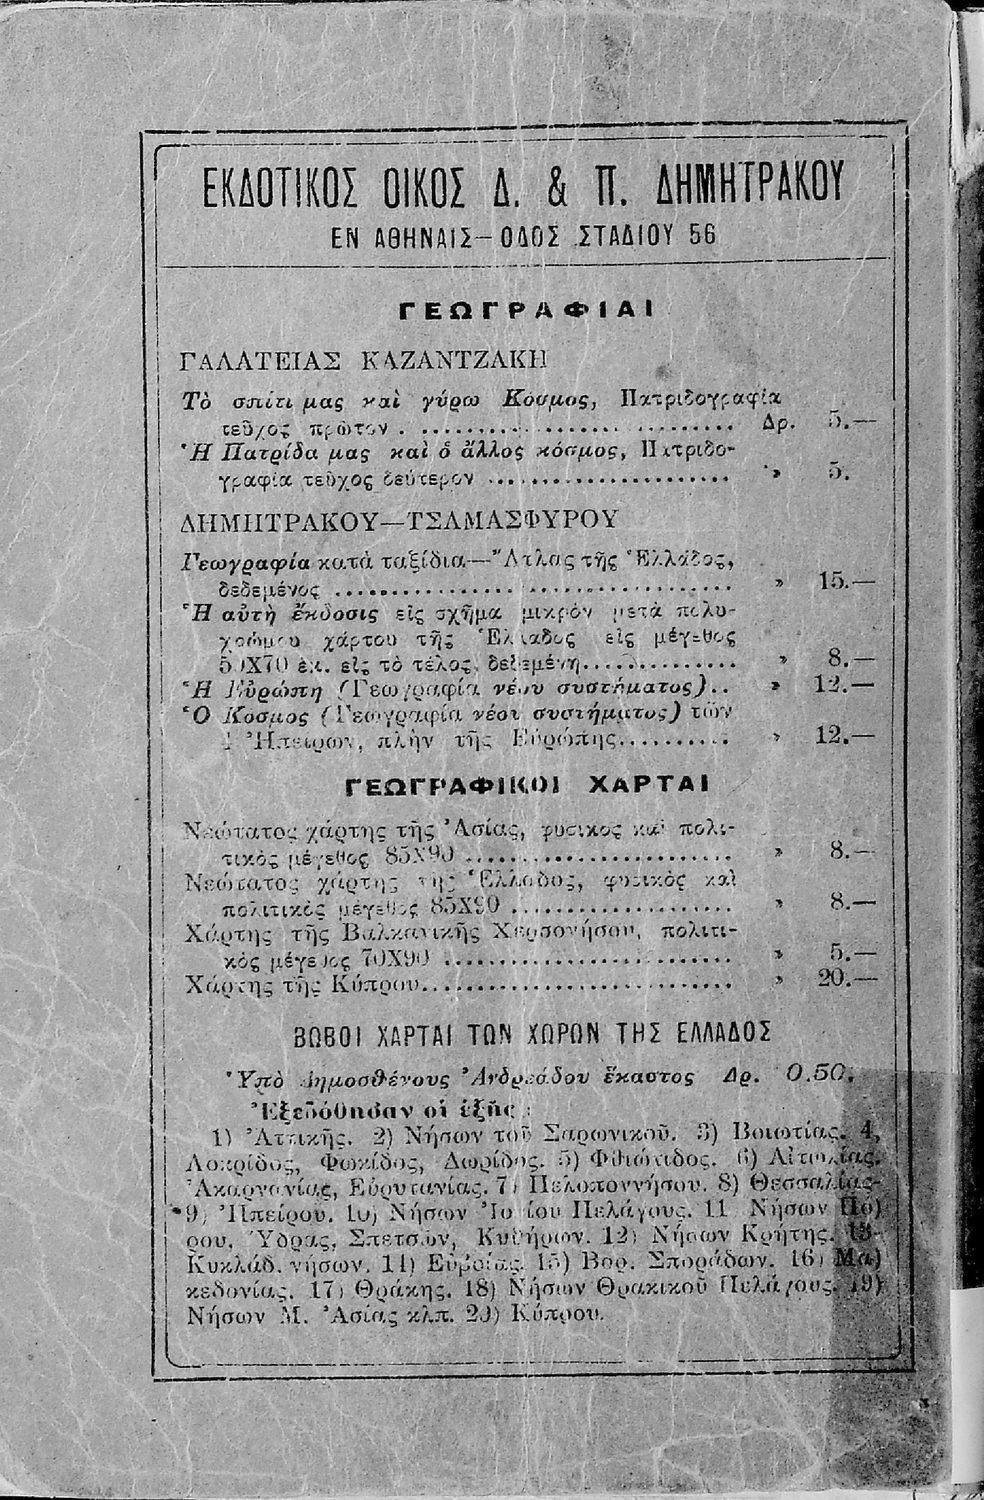 ΕΚΔΟΤΙΚΟΣ ΟΙΚΟΣ Δ. & Π. ΔΗΜΗΤΡΑΚΟΥ
ΕΝ ΑΘΗΝΑΙΣ—ΟΔΟΣ ΣΤΑΔΙΟΥ 56
ΓΕΩΓΡΑΦΙΑΙ
ΓΑΛΑΤΕΙΑΣ ΚΑΖΑΝΤΖΑΚΗ
Τὸ σπίτι μας καὶ γύρω Κόσμος, Πατριδογραφία
τεῦχος πρῶτον . .......... Δρ. 5.—
Ἡ Πατρίδα μας καὶ ὁ ἄλλος κόσμος, Πατριδο-
γραφία τεῦχος δεύτερον .......... » 5.
ΔΗΜΗΤΡΑΚΟΥ—ΤΣΑΜΑΣΦΥΡΟΥ
Γεωγραφία κατὰ ταξίδια—Ἄτλας τῆς Ἑλλάδος,
δεδεμένος .......... » 15.—
Ἡ αὐτὴ ἔκδοσις εἰς σχῆμα μικρὸν μετὰ πολυ-
χρώμου χάρτου τῆς Ἑλλάδος εἰς μέγεθος
50Χ70 ἑκ. εἰς τὸ τέλος, δεδεμένη.......... » 8.—
Ἡ Εὐρώπη (Γεωγραφία νέου συστήματος).. » 12.—
Ὁ Κόσμος (Γεωγραφία νέου συστήματος) τῶν
Ἠπείρων, πλὴν τῆς Εὐρώπης.......... » 12.—
ΓΕΩΓΡΑΦΙΚΟΙ ΧΑΡΤΑΙ
Νεώτατος χάρτης τῆς Ἀσίας, φυσικὸς καὶ πολι-
τικὸς μέγεθος 85Χ90 .......... » 8.—
Νεώτατος χάρτης τῆς Ἑλλάδος, φυσικὸς καὶ
πολιτικὸς μέγεθος 85Χ90 .......... » 8.—
Χάρτης τῆς Βαλκανικῆς Χερσονήσου, πολιτι-
κὸς μέγεθος 70Χ90 .......... » 5.—
Χάρτης τῆς Κύπρου.......... » 20.—
ΒΩΒΟΙ ΧΑΡΤΑΙ ΤΩΝ ΧΩΡΩΝ ΤΗΣ ΕΛΛΑΔΟΣ
Ὑπὸ Δημοσθένους Ἀνδρεάδου ἕκαστος Δρ. 0.50.
Ἐξεδόθησαν οἱ ἑξῆς :
1) Ἀττικῆς. 2) Νήσων τοῦ Σαρωνικοῦ. 3) Βοιωτίας. 4,
Λοκρίδος, Φωκίδος, Δωρίδος. 5) Φθιώτιδος. 6) Αἰτωλίας,
Ἀκαρνανίας, Εὐρυτανίας. 7) Πελοποννήσου. 8) Θεσσαλίας-
9) Ἠπείρου. 10) Νήσων Ἰονίου Πελάγους. 11 Νήσων Πό)
ρου, Ὕδρας, Σπετσῶν, Κυθήρων. 12) Νήσων Κρήτης. 13-
Κυκλάδ. νήσων. 14) Εὐβοίας. 15) Βορ. Σποράδων. 16) Μα)
κεδονίας. 17) Θράκης. 18) Νήσων Θρακικοῦ Πελάγους. 19)
Νήσων Μ. Ἀσίας κλπ. 20) Κύπρου.